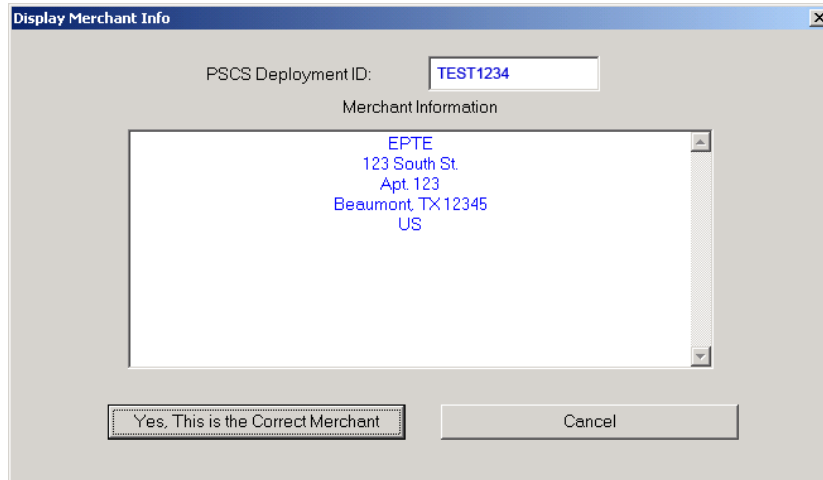 Display Merchant Info
PSCS Deployment ID: TEST1234
Merchant Information
EPTE
123 South St.
Apt. 123
Beaumont, TX 12345
US
Yes, This is the Correct Merchant Cancel